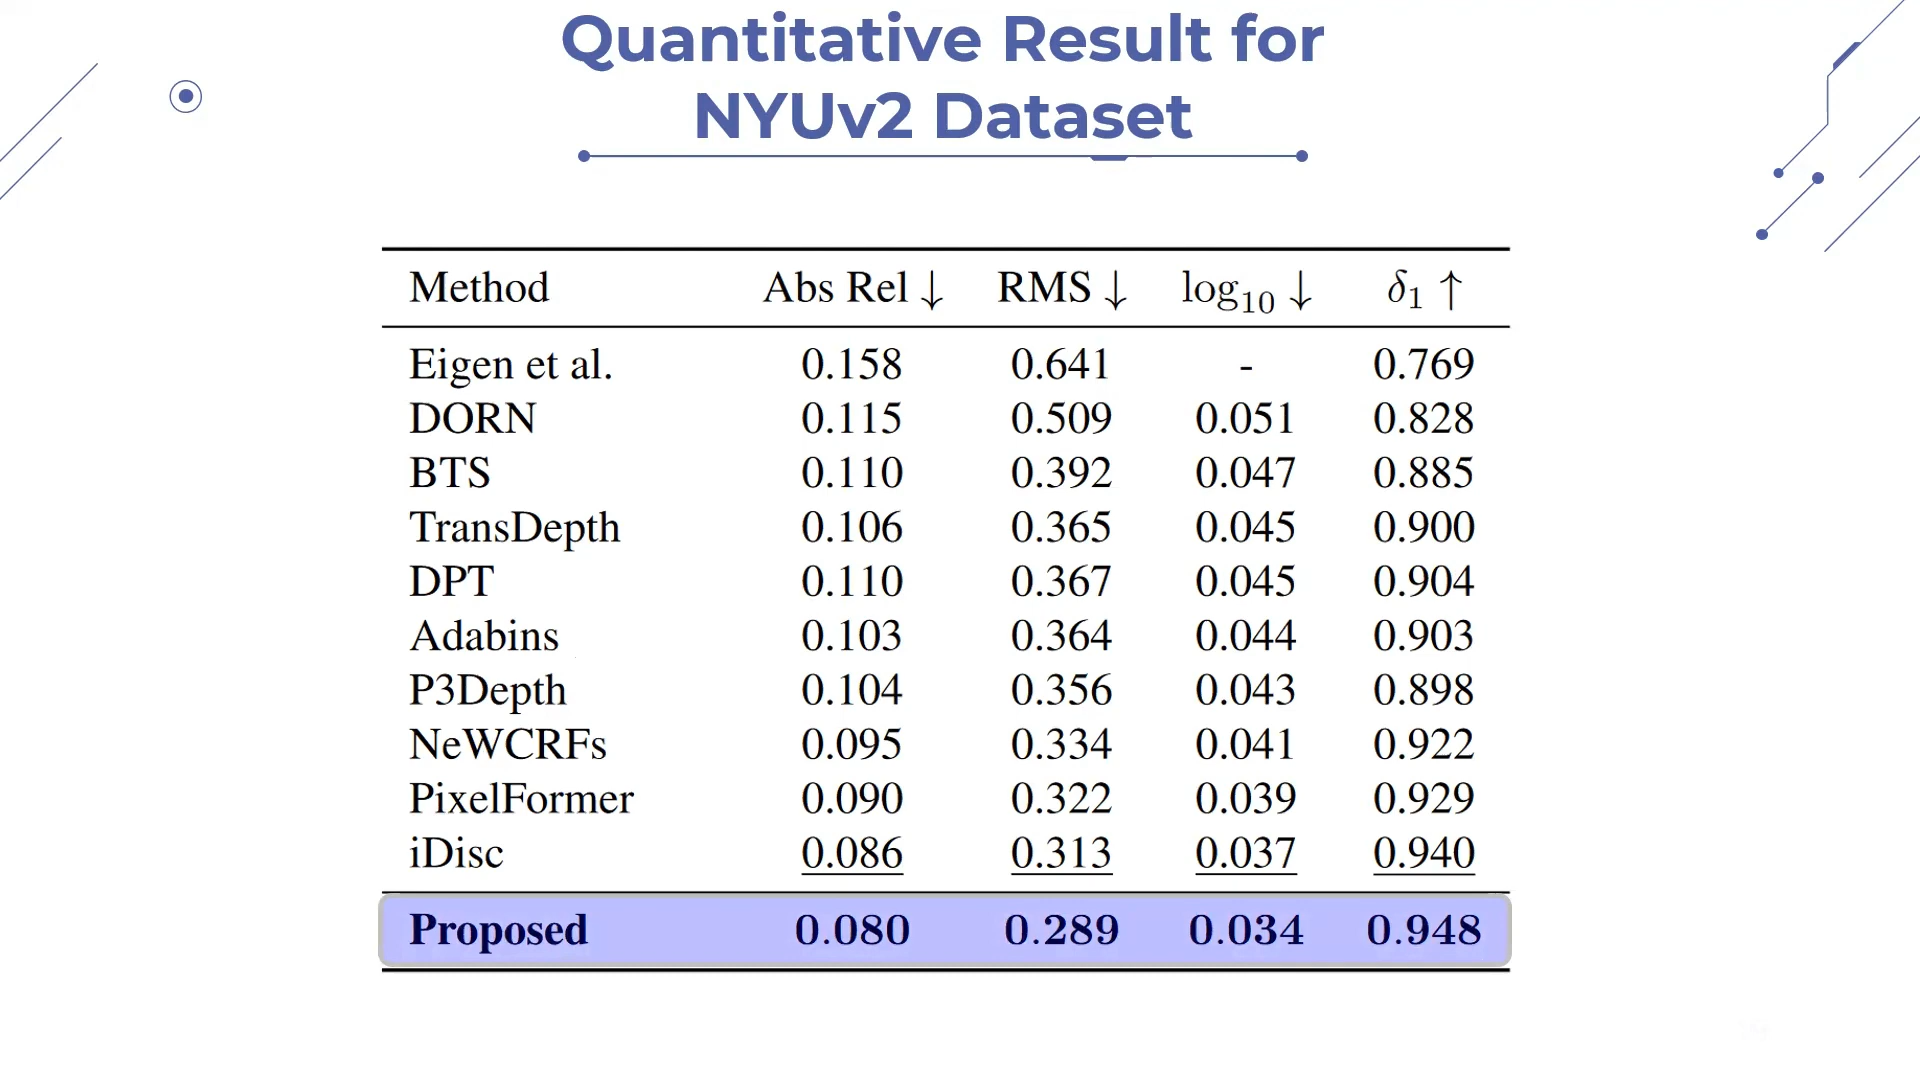 Quantitative Result for
NYUv2 Dataset
Method Abs Rel ↓ RMS ↓ log₁₀ ↓ δ₁ ↑
Eigen et al. 0.158 0.641 - 0.769
DORN 0.115 0.509 0.051 0.828
BTS 0.110 0.392 0.047 0.885
TransDepth 0.106 0.365 0.045 0.900
DPT 0.110 0.367 0.045 0.904
Adabins 0.103 0.364 0.044 0.903
P3Depth 0.104 0.356 0.043 0.898
NeWCRFs 0.095 0.334 0.041 0.922
PixelFormer 0.090 0.322 0.039 0.929
iDisc 0.086 0.313 0.037 0.940
Proposed 0.080 0.289 0.034 0.948